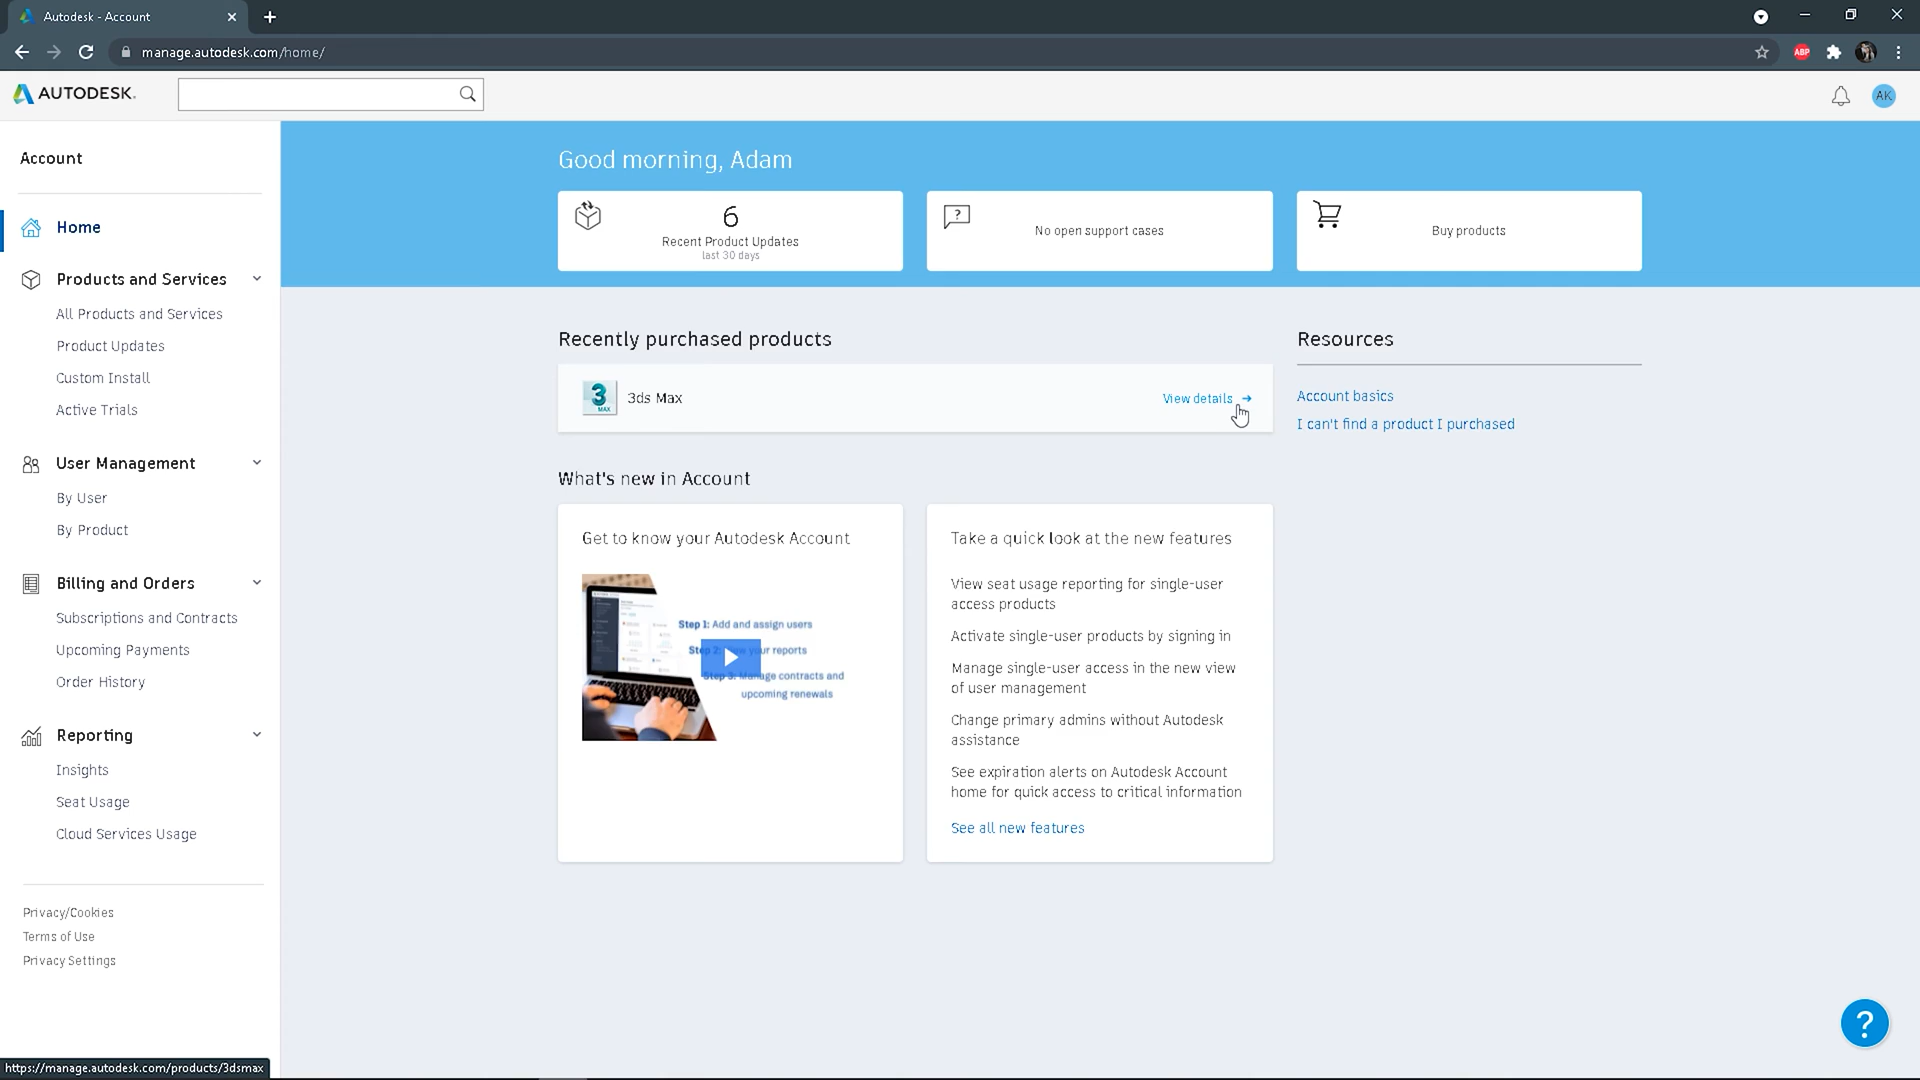 Autodesk - Account
manage.autodesk.com/home/
ABP
AUTODESK.
AK
Account
Home
Products and Services
All Products and Services
Product Updates
Custom Install
Active Trials
User Management
By User
By Product
Billing and Orders
Subscriptions and Contracts
Upcoming Payments
Order History
Reporting
Insights
Seat Usage
Cloud Services Usage
Privacy/Cookies
Terms of Use
Privacy Settings
https://manage.autodesk.com/products/3dsmax
Good morning, Adam
6
Recent Product Updates
last 30 days
?
No open support cases
Buy products
Recently purchased products
3
MAX
3ds Max
View details →
Resources
Account basics
I can't find a product I purchased
What's new in Account
Get to know your Autodesk Account
Step 1: Add and assign users
Step 2: View your reports
Step 3: Manage contracts and
upcoming renewals
Take a quick look at the new features
View seat usage reporting for single-user
access products
Activate single-user products by signing in
Manage single-user access in the new view
of user management
Change primary admins without Autodesk
assistance
See expiration alerts on Autodesk Account
home for quick access to critical information
See all new features
?